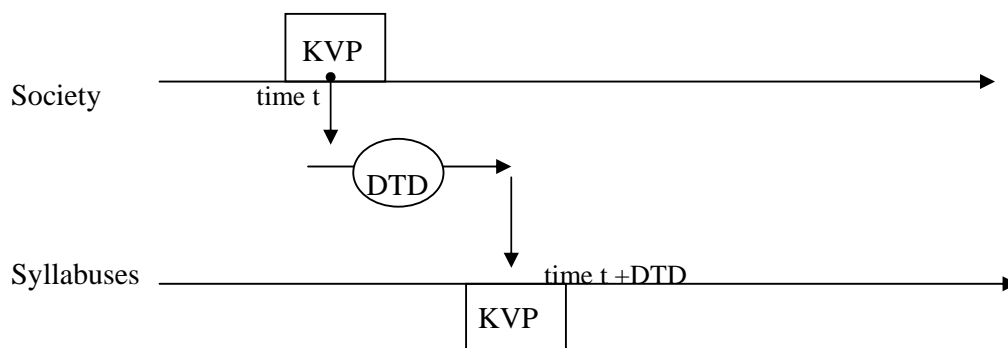 KVP
Society
time t
DTD
Syllabuses
time t +DTD
KVP